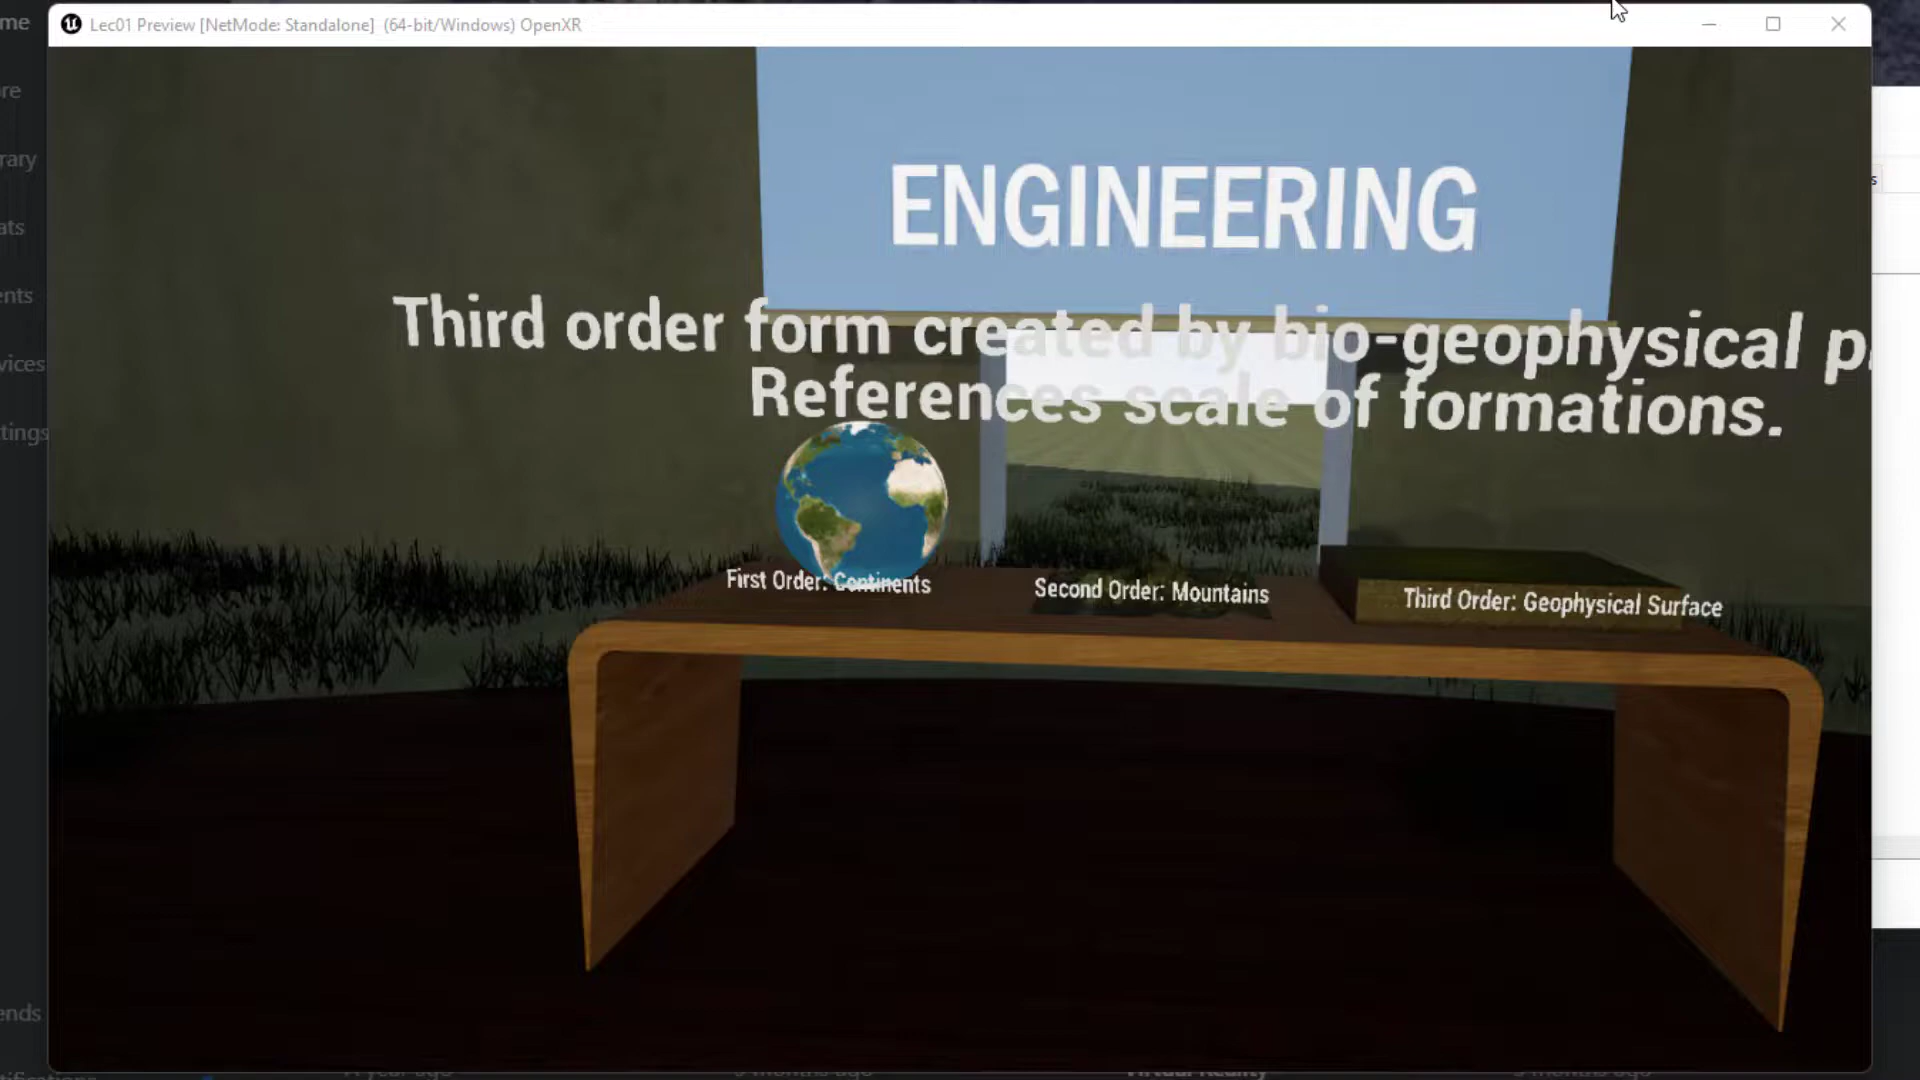 Lec01 Preview [NetMode: Standalone] (64-bit/Windows) OpenXR
ENGINEERING
Third order form created by bio-geophysical
References scale of formations.
First Order: Continents
Second Order: Mountains
Third Order: Geophysical Surface